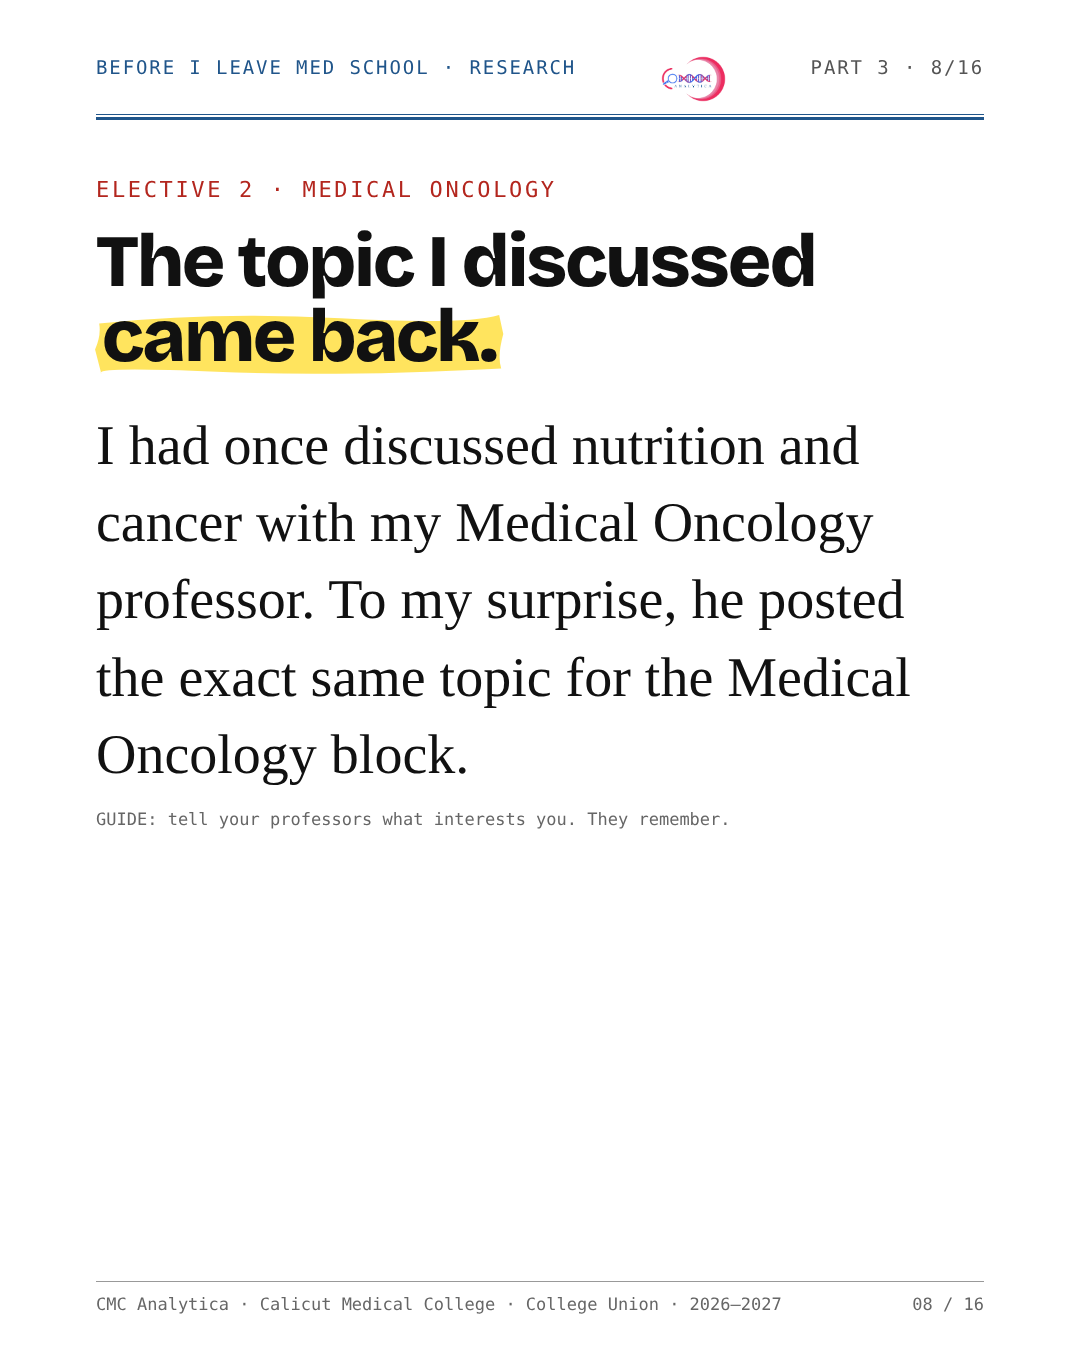 BEFORE I LEAVE MED SCHOOL · RESEARCH
ANALYTICA
PART 3 · 8/16
ELECTIVE 2 · MEDICAL ONCOLOGY
The topic I discussed
came back.
I had once discussed nutrition and
cancer with my Medical Oncology
professor. To my surprise, he posted
the exact same topic for the Medical
Oncology block.
GUIDE: tell your professors what interests you. They remember.
CMC Analytica · Calicut Medical College · College Union · 2026–2027
08 / 16